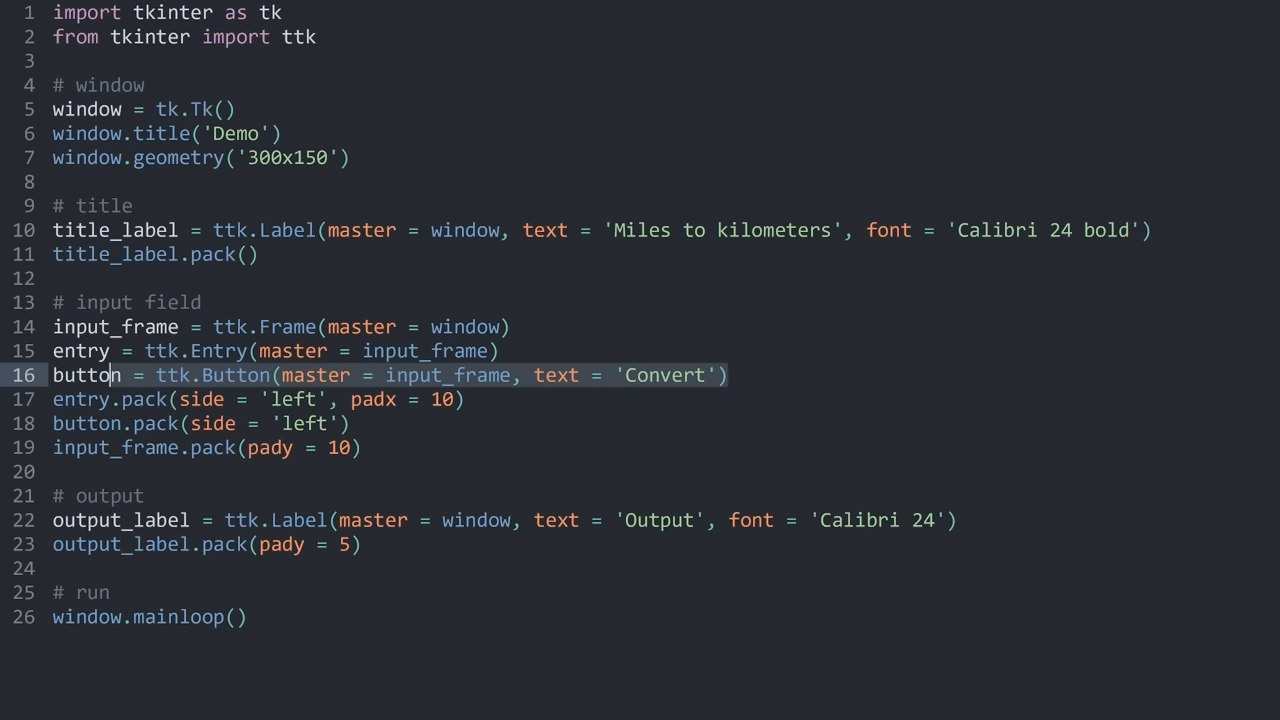 1 import tkinter as tk
2 from tkinter import ttk
3
4 # window
5 window = tk.Tk()
6 window.title('Demo')
7 window.geometry('300x150')
8
9 # title
10 title_label = ttk.Label(master = window, text = 'Miles to kilometers', font = 'Calibri 24 bold')
11 title_label.pack()
12
13 # input field
14 input_frame = ttk.Frame(master = window)
15 entry = ttk.Entry(master = input_frame)
16 button = ttk.Button(master = input_frame, text = 'Convert')
17 entry.pack(side = 'left', padx = 10)
18 button.pack(side = 'left')
19 input_frame.pack(pady = 10)
20
21 # output
22 output_label = ttk.Label(master = window, text = 'Output', font = 'Calibri 24')
23 output_label.pack(pady = 5)
24
25 # run
26 window.mainloop()